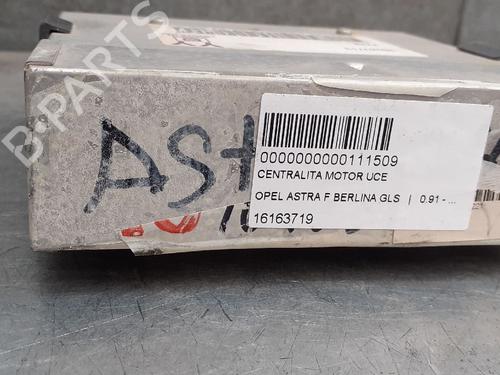 B-PARTS
AST
0000000000111509
CENTRALITA MOTOR UCE
OPEL ASTRA F BERLINA GLS | 0.91 - ...
16163719